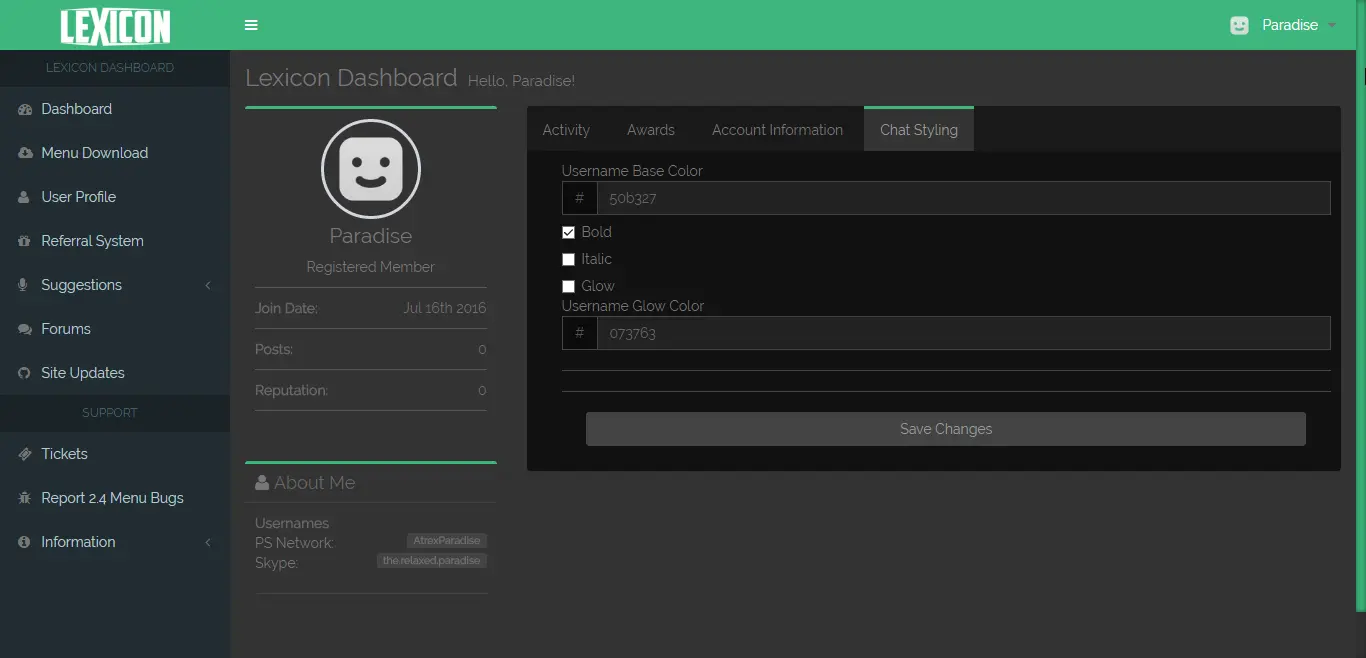 LEXICON
Paradise
LEXICON DASHBOARD
Dashboard
Menu Download
User Profile
Referral System
Suggestions
Forums
Site Updates
SUPPORT
Tickets
Report 2.4 Menu Bugs
Information
Lexicon Dashboard Hello, Paradise!
Paradise
Registered Member
Join Date: Jul 16th 2016
Posts: 0
Reputation: 0
About Me
Usernames
PS Network: AtrexParadise
Skype: the.relaxed.paradise
Activity Awards Account Information Chat Styling
Username Base Color
# 50b327
Bold
Italic
Glow
Username Glow Color
# 073763
Save Changes